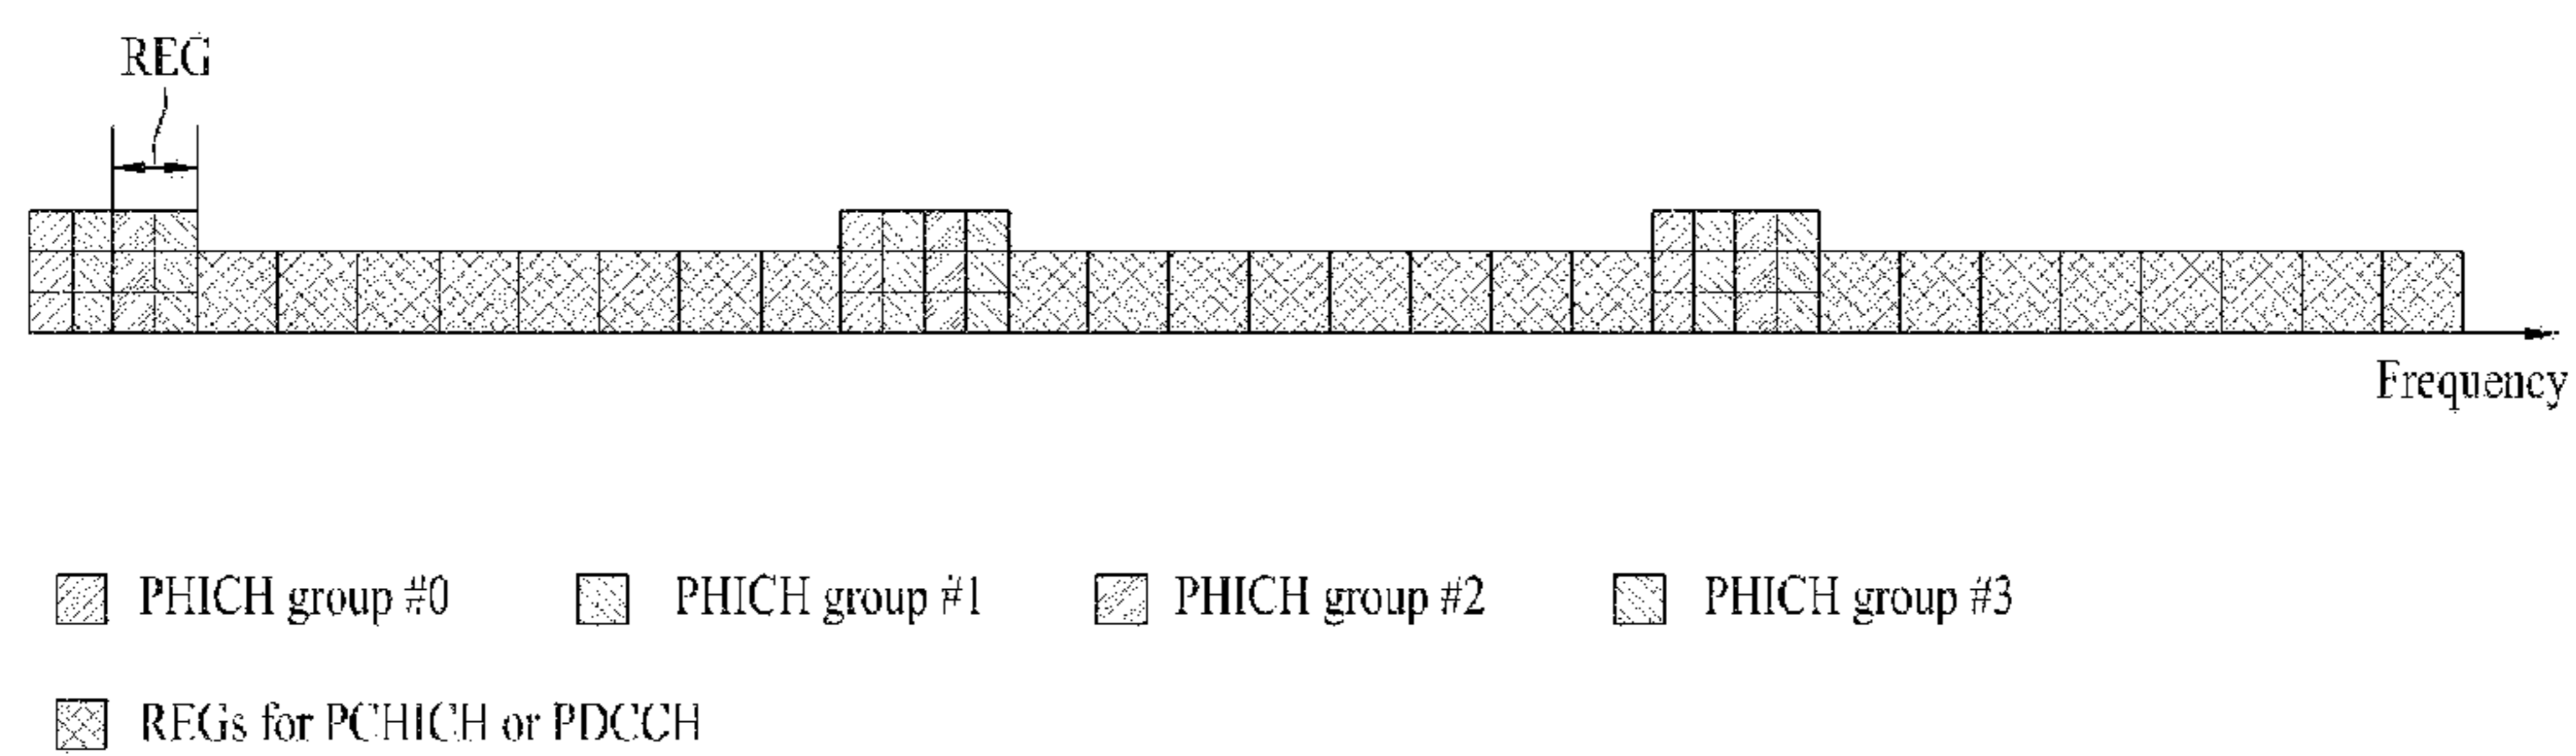 REG
Frequency
PHICH group #0 PHICH group #1 PHICH group #2 PHICH group #3
REGs for PCHICH or PDCCH